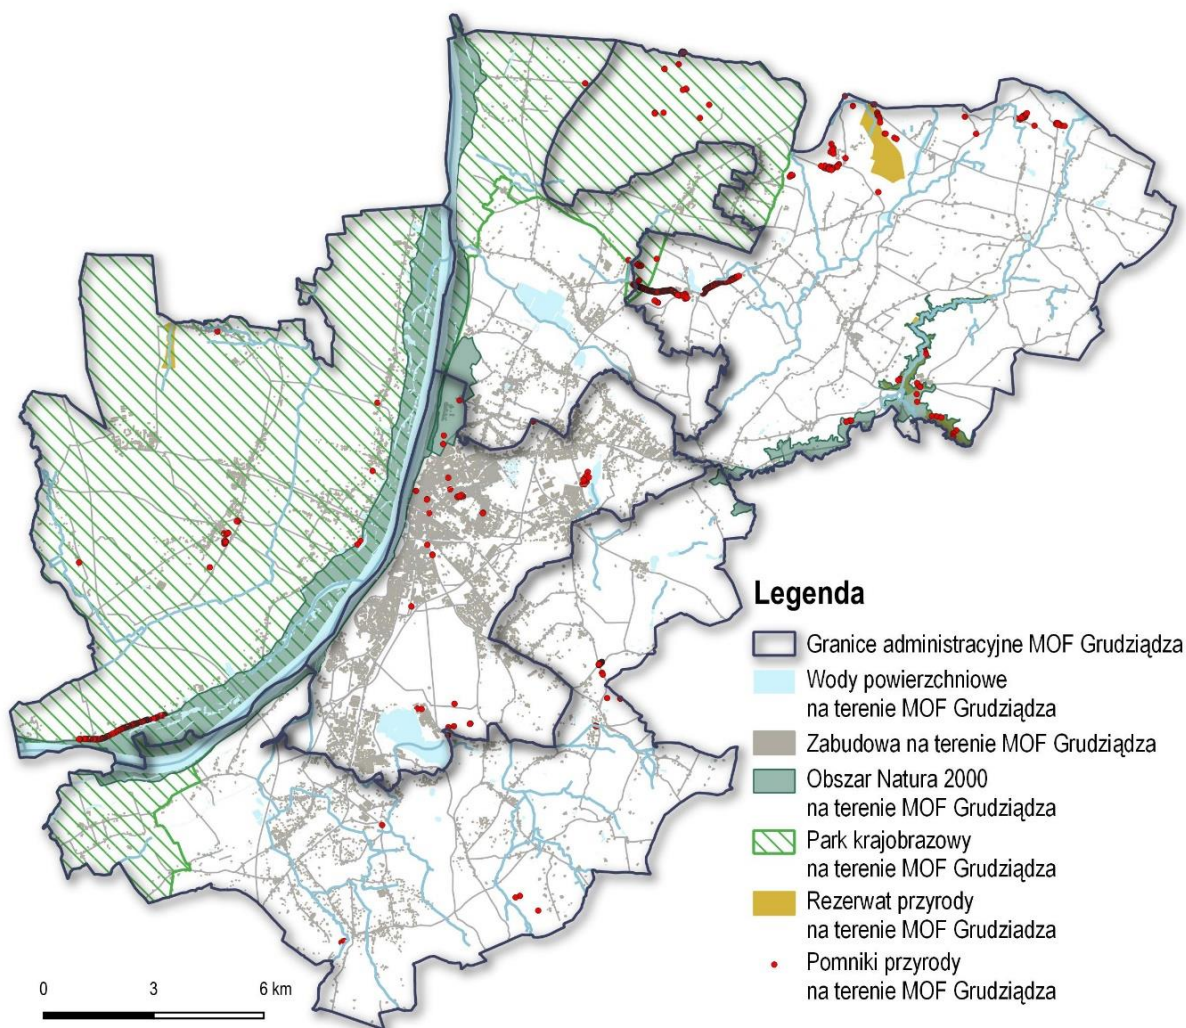 Legenda
Granice administracyjne MOF Grudziądza
Wody powierzchniowe
na terenie MOF Grudziądza
Zabudowa na terenie MOF Grudziądza
Obszar Natura 2000
na terenie MOF Grudziądza
Park krajobrazowy
na terenie MOF Grudziądza
Rezerwat przyrody
na terenie MOF Grudziadza
Pomniki przyrody
na terenie MOF Grudziądza
0 3 6 km